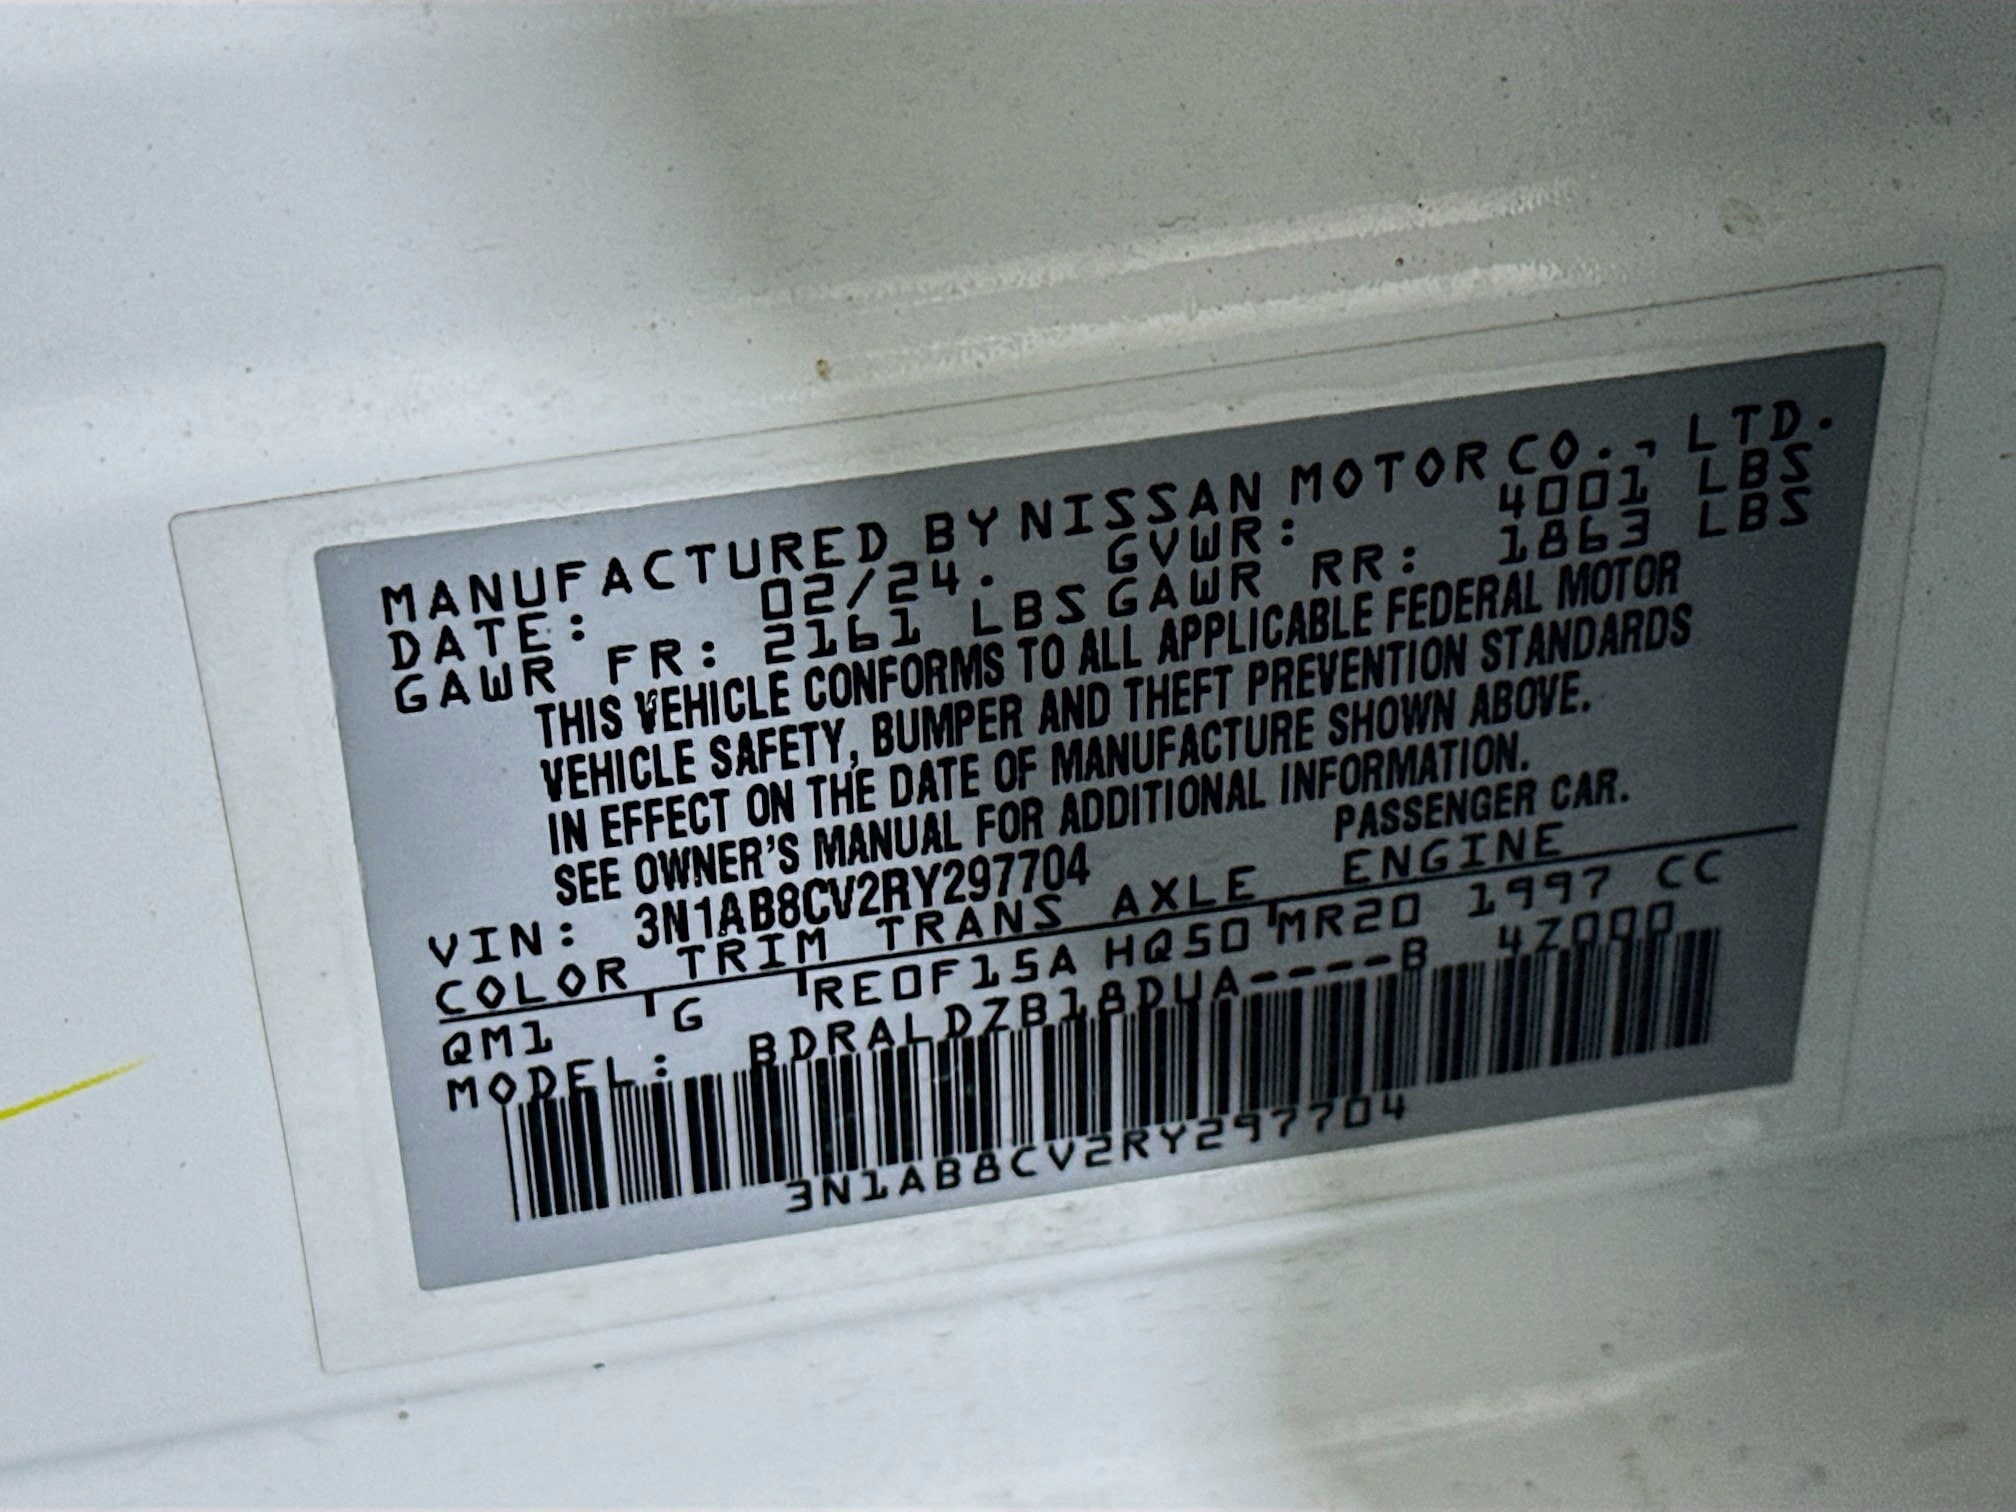 MANUFACTURED BY NISSAN MOTOR CO., LTD.
DATE: 02/24. GVWR: 4001 LBS
GAWR FR: 2161 LBS GAWR RR: 1863 LBS
THIS VEHICLE CONFORMS TO ALL APPLICABLE FEDERAL MOTOR
VEHICLE SAFETY, BUMPER AND THEFT PREVENTION STANDARDS
IN EFFECT ON THE DATE OF MANUFACTURE SHOWN ABOVE.
SEE OWNER'S MANUAL FOR ADDITIONAL INFORMATION.
VIN: 3N1AB8CV2RY297704 PASSENGER CAR.
COLOR TRIM TRANS AXLE ENGINE
QM1 G RE0F15A HQ50 MR20 1997 CC
MODEL: BDRALDZB18DUA----B 4Z000
3N1AB8CV2RY297704